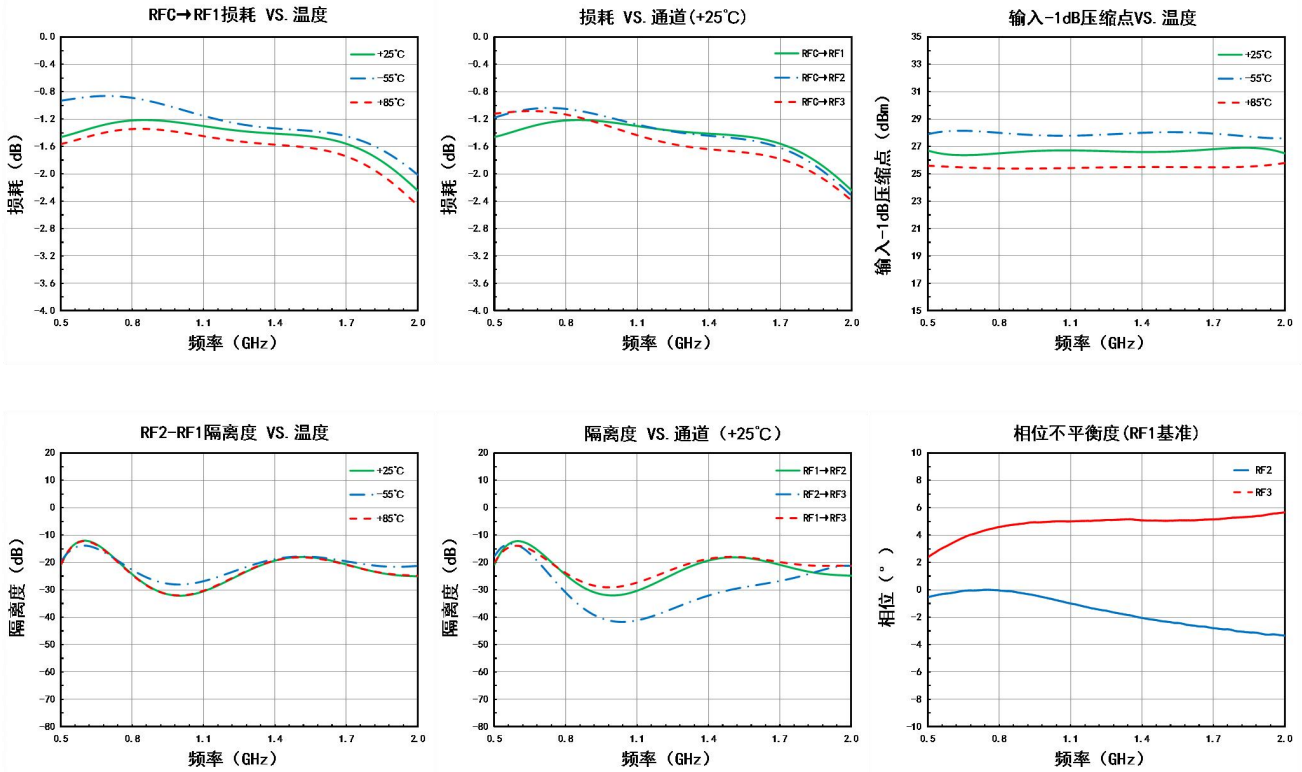 RFC→RF1损耗 VS.温度
0.0
-0.4
-0.8
-1.2
-1.6
-2.0
-2.4
-2.8
-3.2
-3.6
-4.0
损耗（dB）
+25℃
-55℃
+85℃
0.5 0.8 1.1 1.4 1.7 2.0
频率（GHz）
损耗 VS.通道(+25℃)
0.0
-0.4
-0.8
-1.2
-1.6
-2.0
-2.4
-2.8
-3.2
-3.6
-4.0
损耗（dB）
RFC→RF1
RFC→RF2
RFC→RF3
0.5 0.8 1.1 1.4 1.7 2.0
频率（GHz）
输入-1dB压缩点VS.温度
35
33
31
29
27
25
23
21
19
17
15
输入-1dB压缩点（dBm）
+25℃
-55℃
+85℃
0.5 0.8 1.1 1.4 1.7 2.0
频率（GHz）
RF2-RF1隔离度 VS.温度
20
10
0
-10
-20
-30
-40
-50
-60
-70
-80
隔离度（dB）
+25℃
-55℃
+85℃
0.5 0.8 1.1 1.4 1.7 2.0
频率（GHz）
隔离度 VS.通道（+25℃）
20
10
0
-10
-20
-30
-40
-50
-60
-70
-80
隔离度（dB）
RF1→RF2
RF2→RF3
RF1→RF3
0.5 0.8 1.1 1.4 1.7 2.0
频率（GHz）
相位不平衡度(RF1基准)
10
8
6
4
2
0
-2
-4
-6
-8
-10
相位（°）
RF2
RF3
0.5 0.8 1.1 1.4 1.7 2.0
频率（GHz）